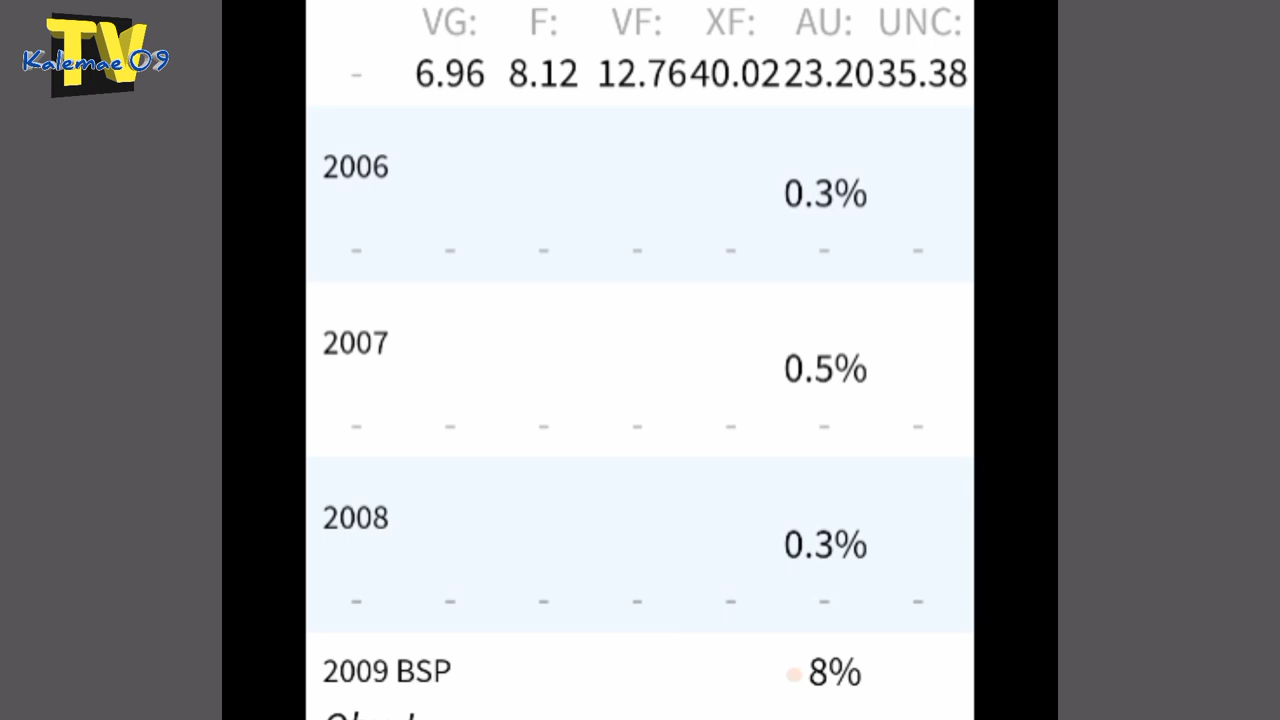 TV
Kalemae 09
VG: F: VF: XF: AU: UNC:
- 6.96 8.12 12.76 40.02 23.20 35.38
2006
0.3%
- - - - - - -
2007
0.5%
- - - - - - -
2008
0.3%
- - - - - - -
2009 BSP 8%